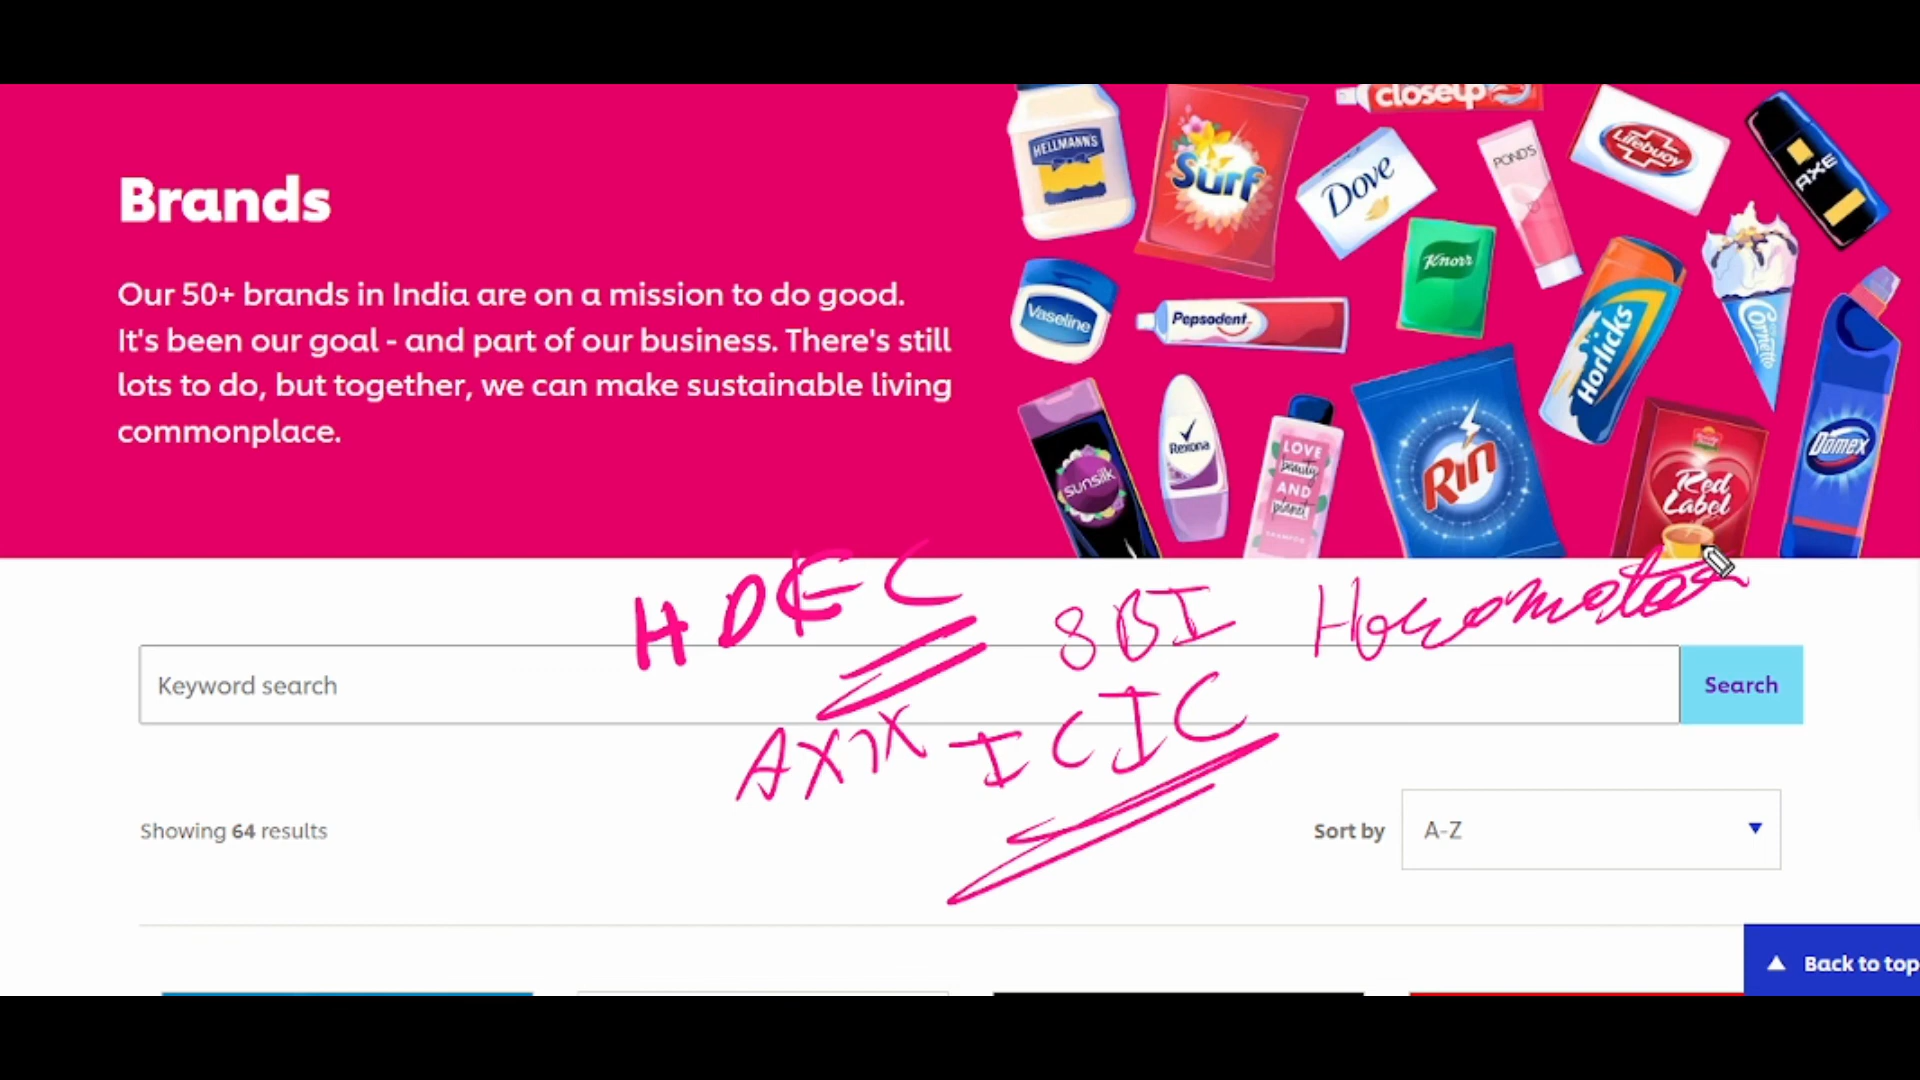 closeup
HELLMANN'S
Surf
Dove
POND'S
Lifebuoy
AXE
Brands
Knorr
Our 50+ brands in India are on a mission to do good.
It's been our goal - and part of our business. There's still
lots to do, but together, we can make sustainable living
commonplace.
Vaseline
Pepsodent
Horlicks
Cornetto
sunsilk
Rexona
LOVE
beauty
AND
planet
SHAMPOO
Rin
Red
Label
Domex
HDFC
SBI
Keyword search
Search
ICIC
Showing 64 results
Sort by
A-Z
Back to top